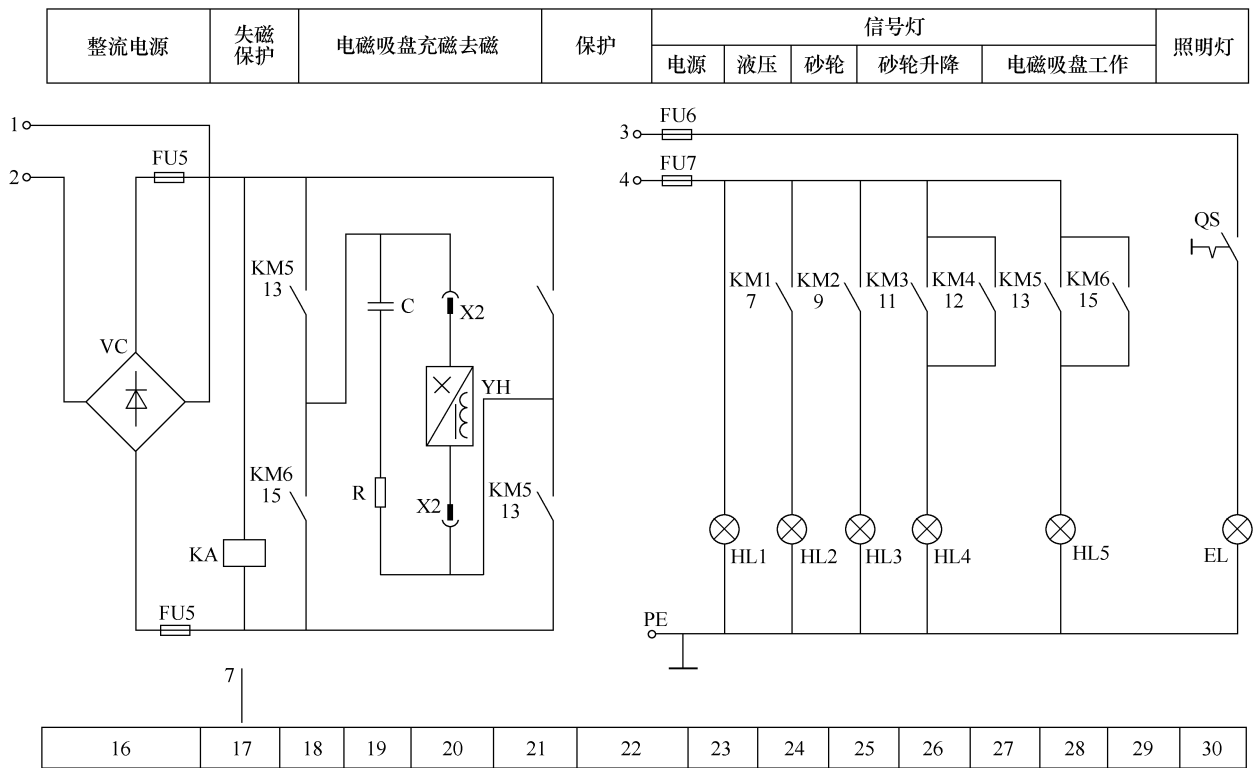 整流电源
失磁
保护
电磁吸盘充磁去磁
保护
信号灯
照明灯
电源
液压
砂轮
砂轮升降
电磁吸盘工作
1
2
FU5
3
FU6
4
FU7
QS
KM5
13
C
X2
KM1
7
KM2
9
KM3
11
KM4
12
KM5
13
KM6
15
VC
YH
KM6
15
R
X2
KM5
13
KA
HL1
HL2
HL3
HL4
HL5
EL
FU5
PE
7
16 17 18 19 20 21 22 23 24 25 26 27 28 29 30